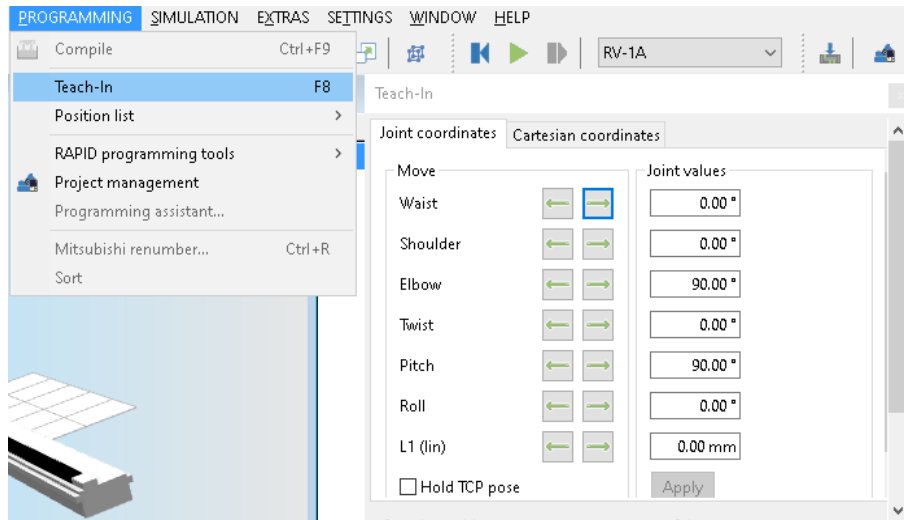 PROGRAMMING SIMULATION EXTRAS SETTINGS WINDOW HELP
Compile Ctrl+F9
RV-1A
Teach-In F8
Teach-In
Position list
Joint coordinates Cartesian coordinates
RAPID programming tools
Project management
Programming assistant...
Mitsubishi renumber... Ctrl+R
Sort
Move Joint values
Waist 0.00 °
Shoulder 0.00 °
Elbow 90.00 °
Twist 0.00 °
Pitch 90.00 °
Roll 0.00 °
L1 (lin) 0.00 mm
Hold TCP pose Apply